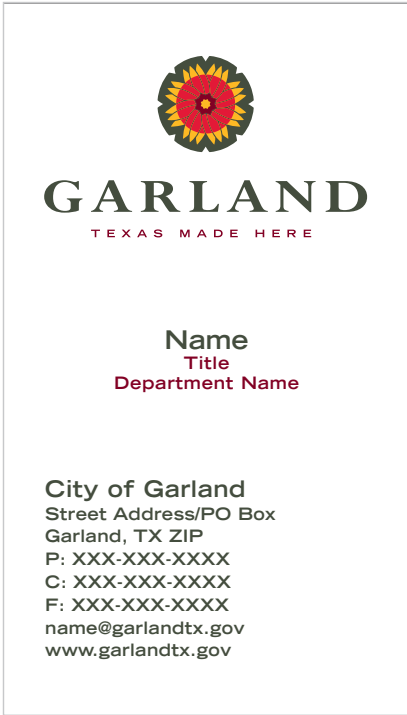 GARLAND
TEXAS MADE HERE
Name
Title
Department Name
City of Garland
Street Address/PO Box
Garland, TX ZIP
P: XXX-XXX-XXXX
C: XXX-XXX-XXXX
F: XXX-XXX-XXXX
name@garlandtx.gov
www.garlandtx.gov